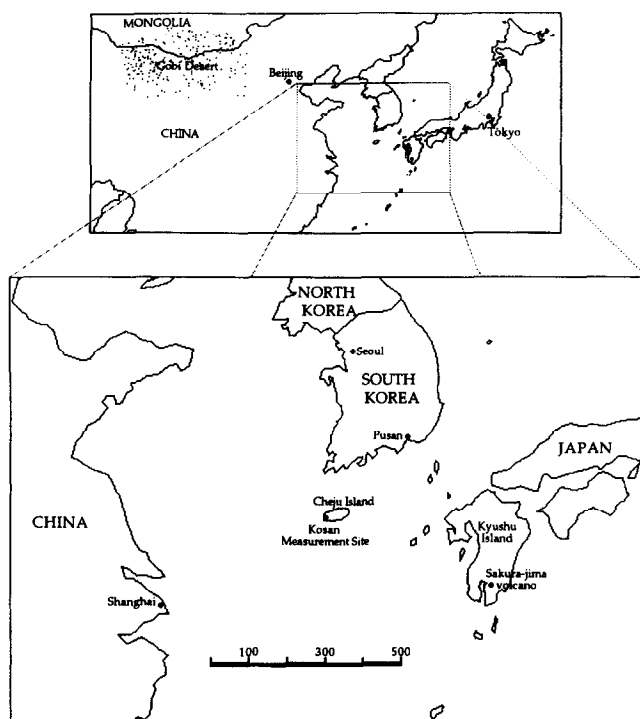 MONGOLIA
Gobi Desert
Beijing
CHINA
Tokyo
NORTH
KOREA
Seoul
SOUTH
KOREA
Pusan
JAPAN
Cheju Island
CHINA
Kosan
Measurement Site
Kyushu
Island
Sakura-jima
volcano
Shanghai
100 300 500